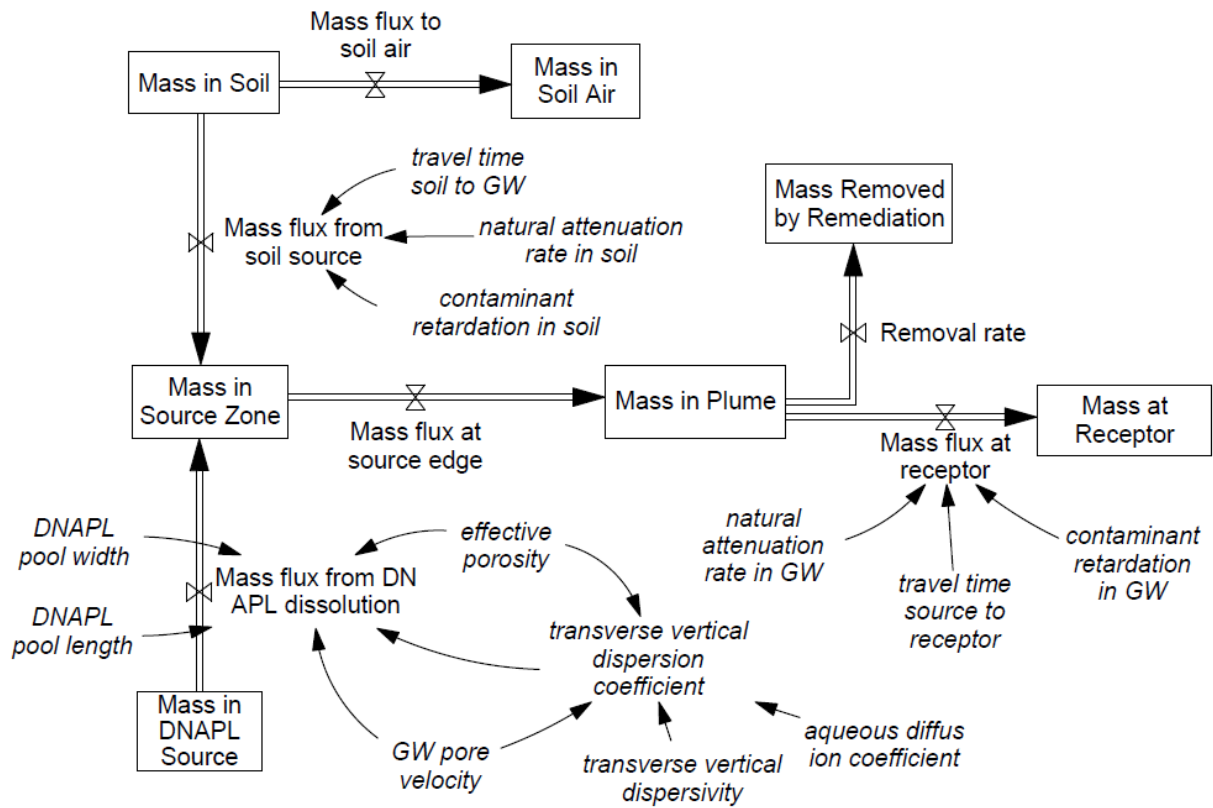 Mass flux to
soil air
Mass in Soil
Mass in
Soil Air
travel time
soil to GW
Mass flux from
soil source
natural attenuation
rate in soil
contaminant
retardation in soil
Mass Removed
by Remediation
Removal rate
Mass in
Source Zone
Mass flux at
source edge
Mass in Plume
Mass at
Receptor
Mass flux at
receptor
natural
attenuation
rate in GW
travel time
source to
receptor
contaminant
retardation
in GW
DNAPL
pool width
DNAPL
pool length
Mass flux from DN
APL dissolution
effective
porosity
transverse vertical
dispersion
coefficient
Mass in
DNAPL
Source
GW pore
velocity
transverse vertical
dispersivity
aqueous diffus
ion coefficient